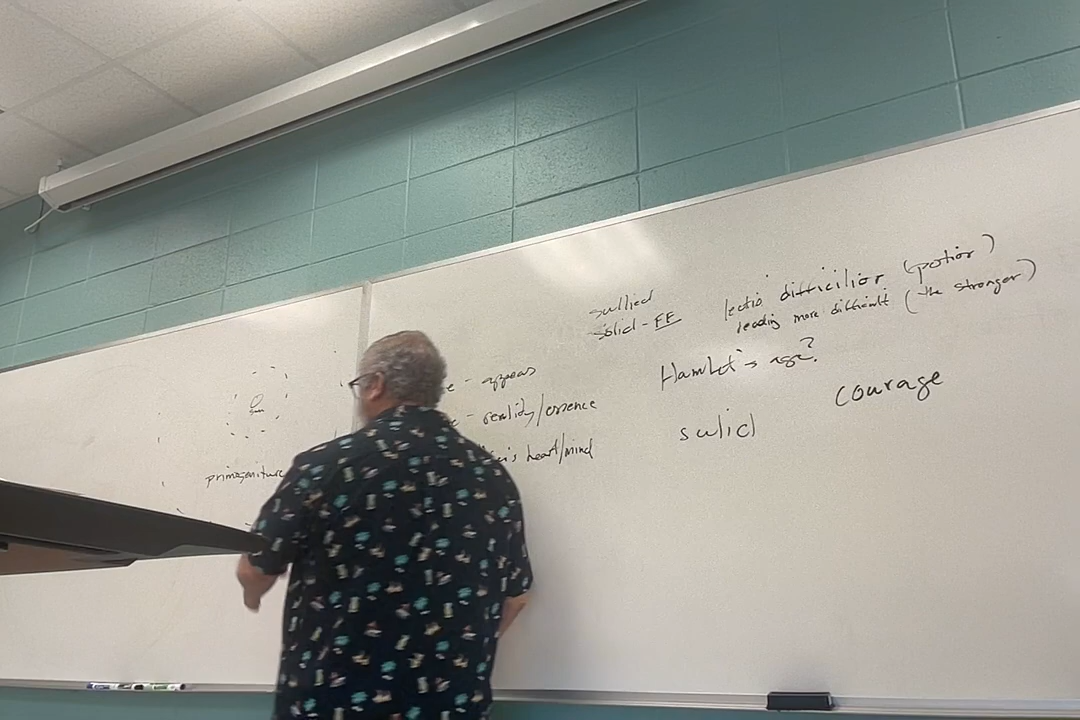 primogeniture
e - appears
e - reality/essence
heart/mind
sullied
solid - FF
lectio difficilior (potior)
reading more difficult (the stronger)
Hamlet's age?
courage
salid